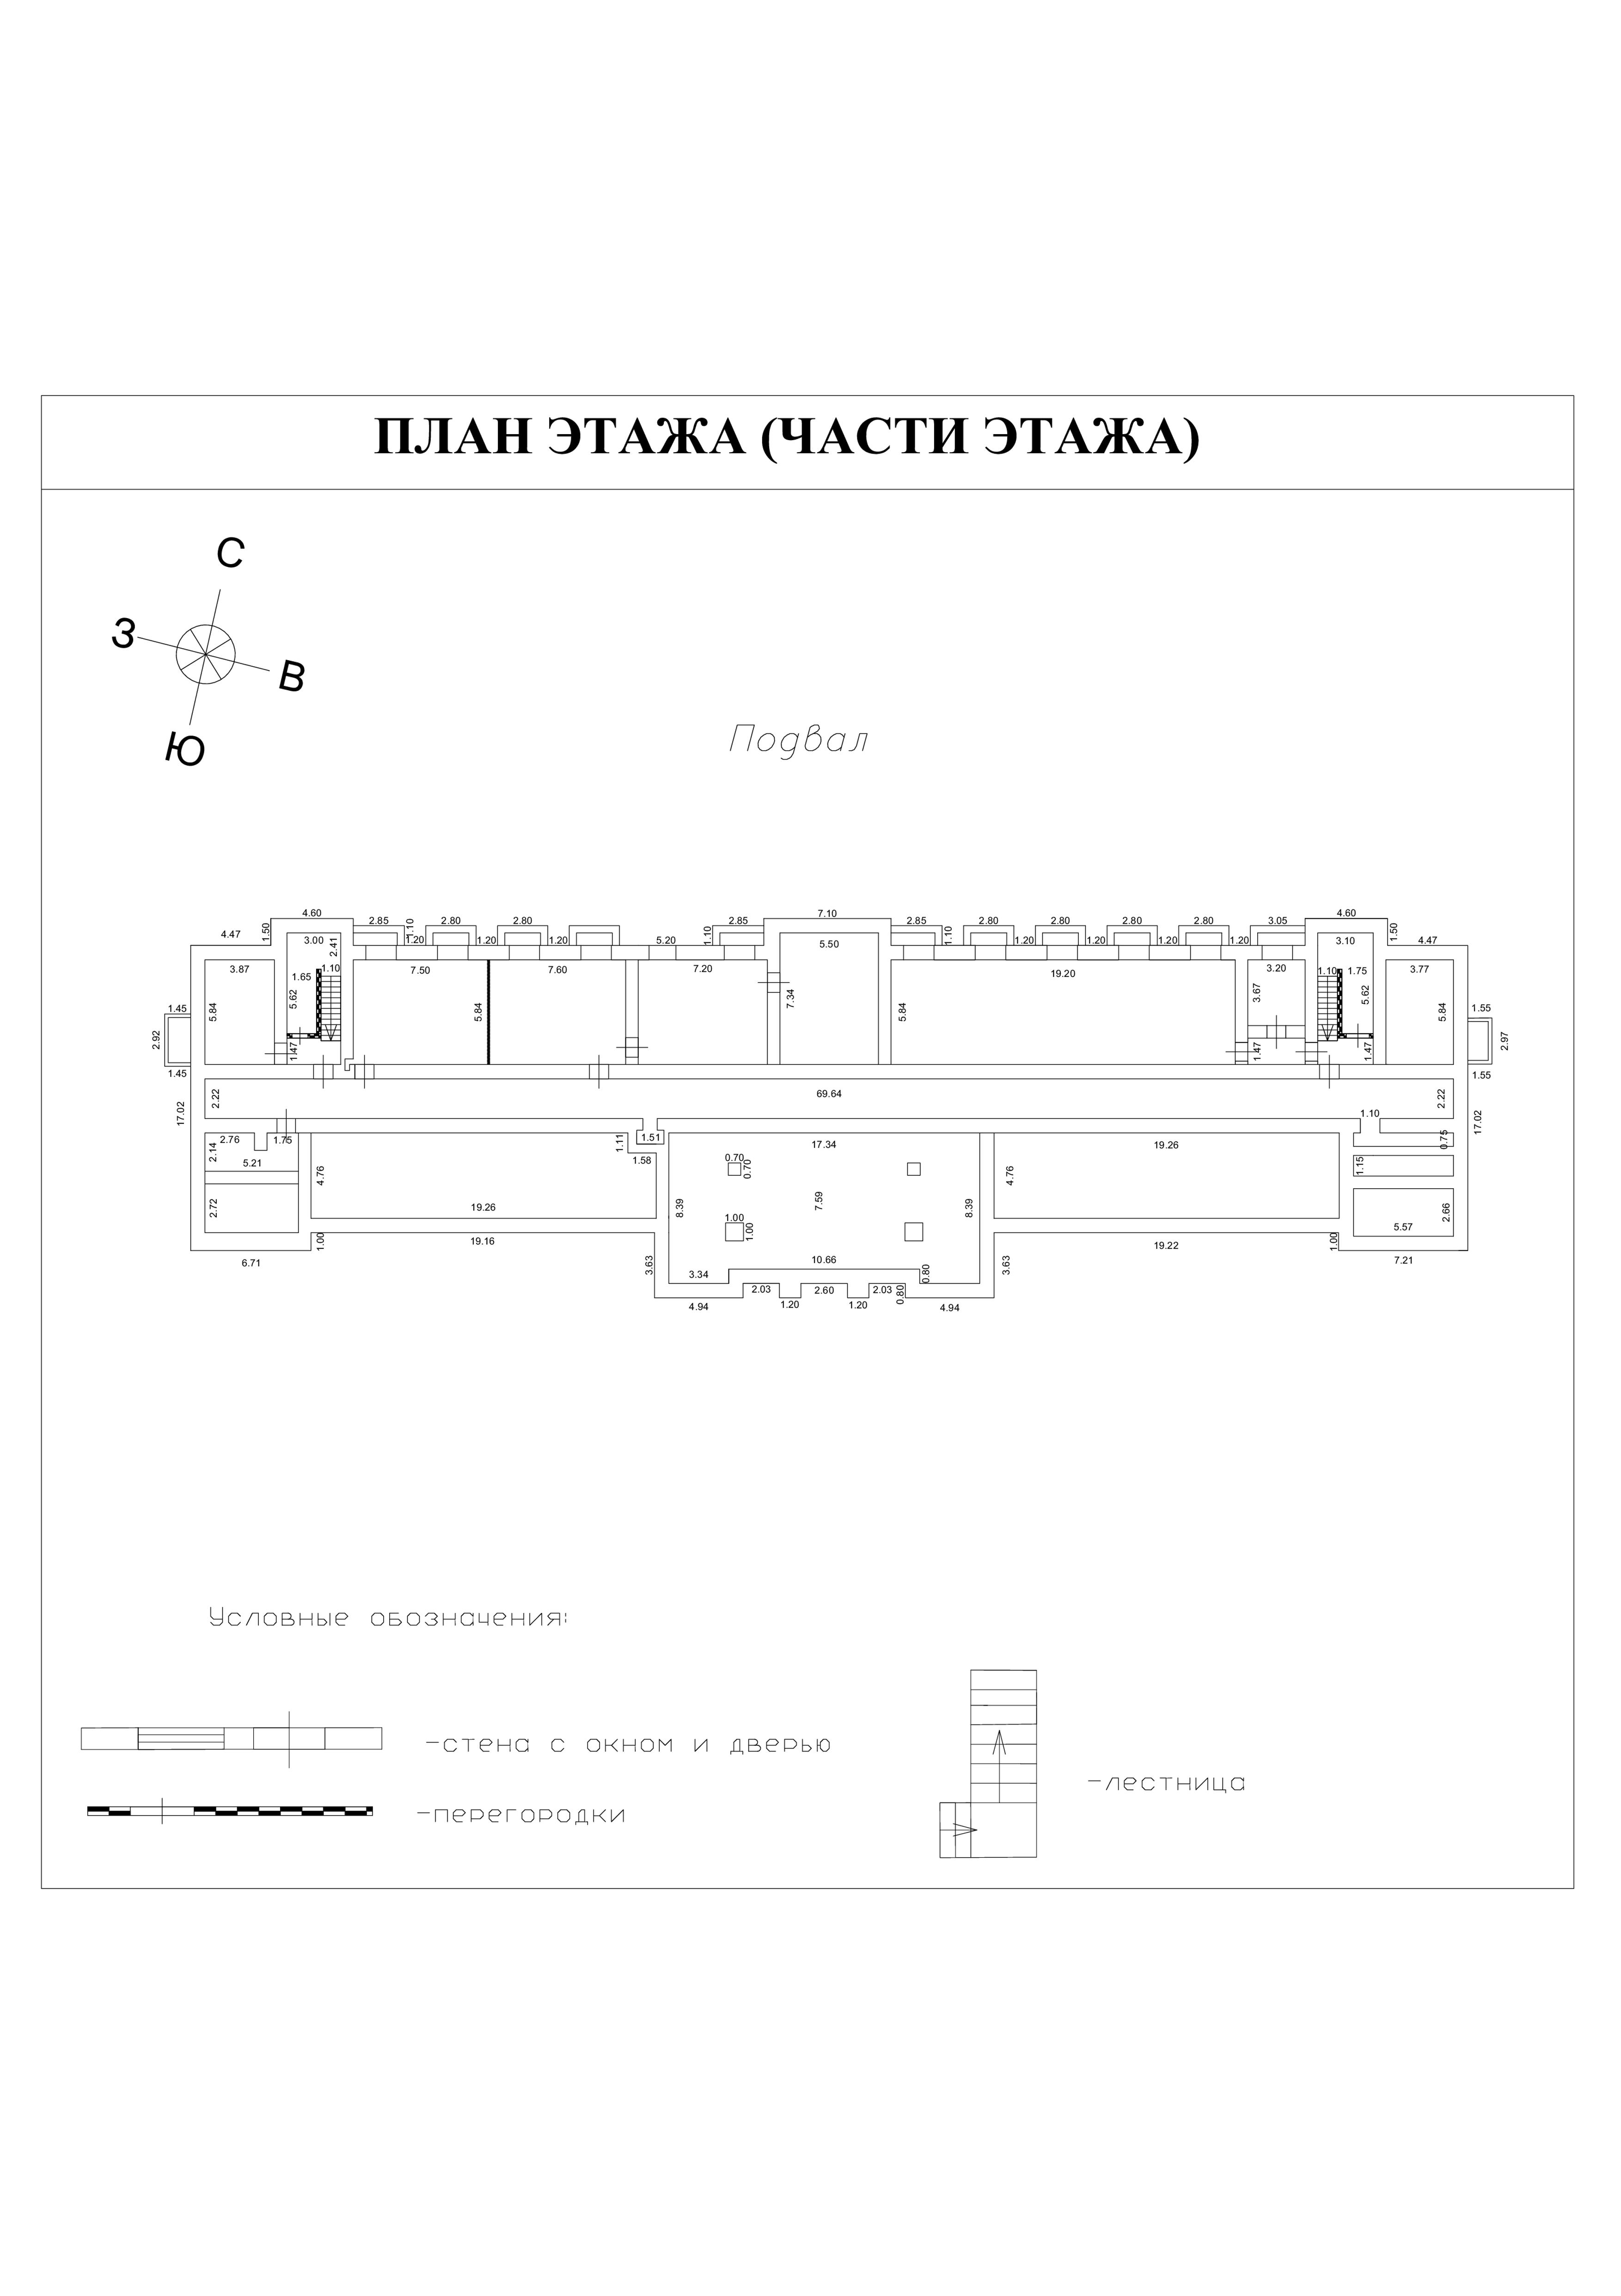 ПЛАН ЭТАЖА (ЧАСТИ ЭТАЖА)
С
З
В
Ю
Подвал
4.60 7.10 4.60
2.85 1.10 2.80 2.80 2.85 2.85 2.80 2.80 2.80 2.80 3.05
4.47 1.50 3.00 2.41 1.20 1.20 1.20 5.20 1.10 5.50 1.10 1.20 1.20 1.20 1.20 3.10 1.50 4.47
3.87 1.65 1.10 7.50 7.60 7.20 19.20 3.20 1.10 1.75 3.77
5.84 5.62 5.84 7.34 5.84 3.67 5.62 5.84
1.45 1.55
2.92 1.47 1.47 1.47 2.97
1.45 1.55
17.02 2.22 69.64 2.22 17.02
1.10
2.76 1.75 1.11 1.51 17.34 19.26 0.75
2.14 5.21 1.58 0.70 0.70 1.15
4.76 4.76
2.72 19.26 8.39 1.00 1.00 7.59 8.39 5.57 2.66
6.71 1.00 19.16 19.22 1.00 7.21
3.63 3.34 10.66 0.80 3.63
2.03 2.60 2.03 0.80
4.94 1.20 1.20 4.94
Условные обозначения:
-стена с окном и дверью
-перегородки
-лестница